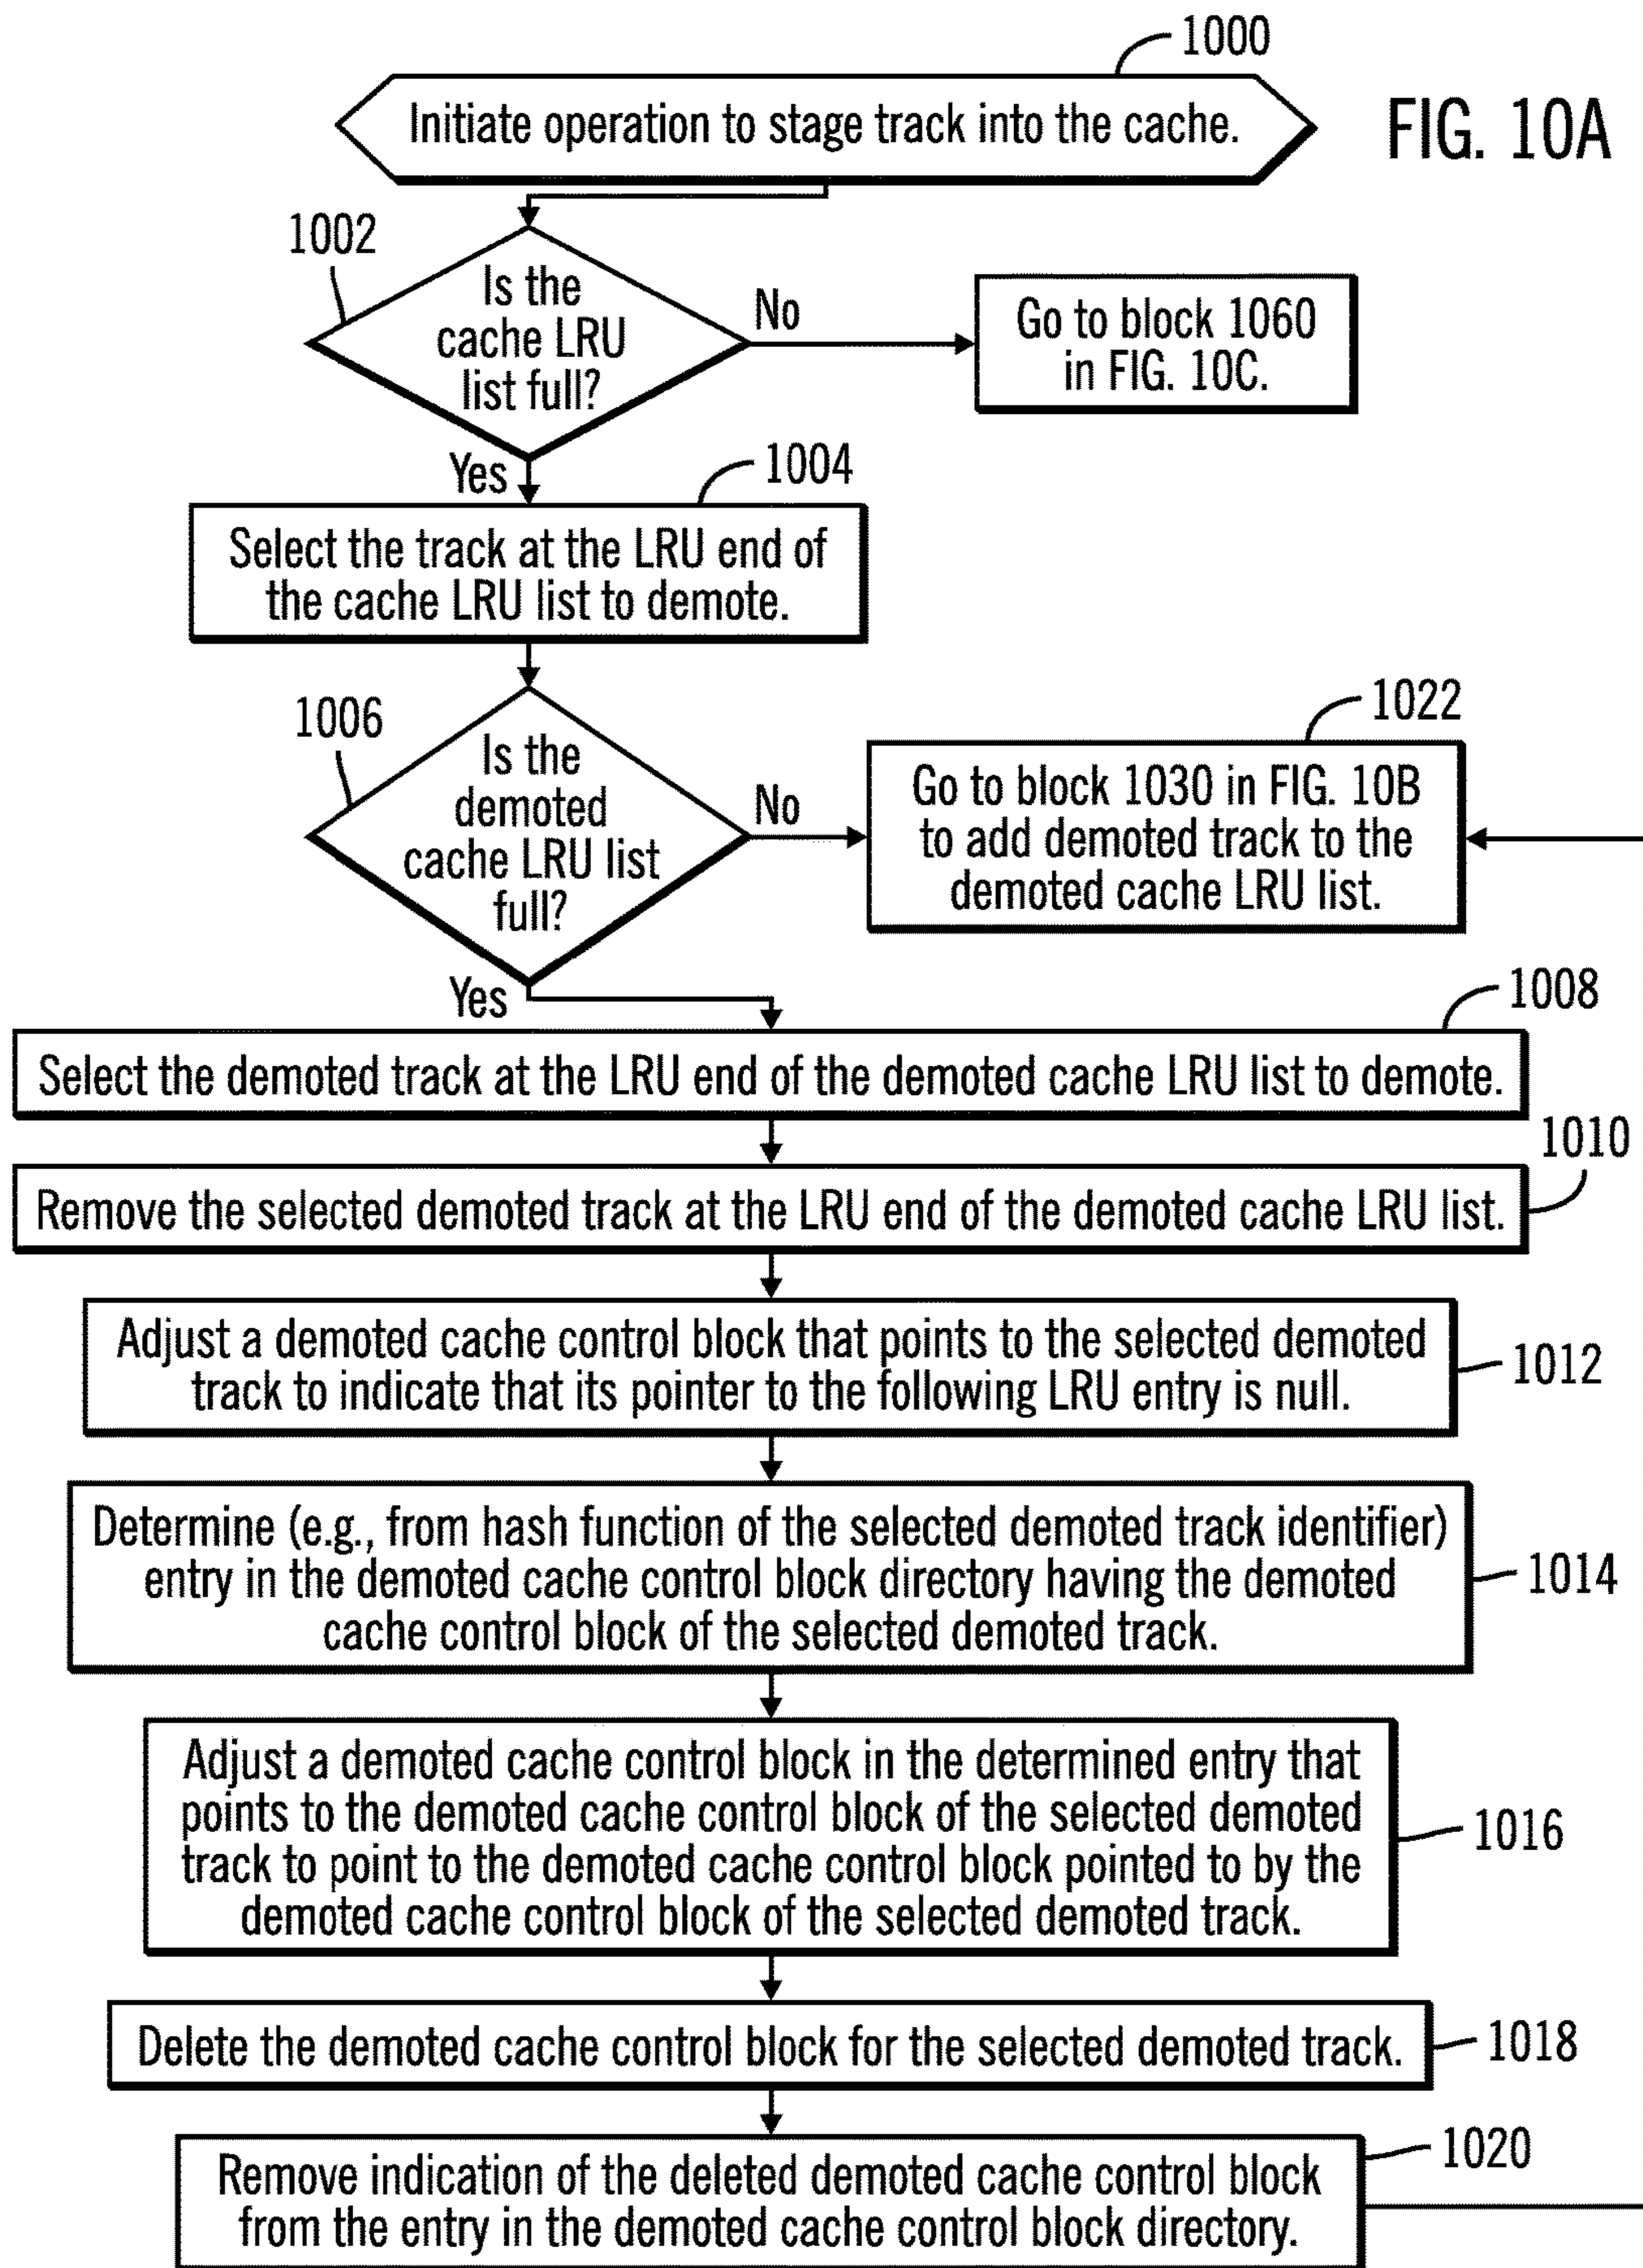 1000
Initiate operation to stage track into the cache.
FIG. 10A
1002
Is the
cache LRU
list full?
No
Go to block 1060
in FIG. 10C.
Yes
1004
Select the track at the LRU end of
the cache LRU list to demote.
1006
Is the
demoted
cache LRU list
full?
No
1022
Go to block 1030 in FIG. 10B
to add demoted track to the
demoted cache LRU list.
Yes
1008
Select the demoted track at the LRU end of the demoted cache LRU list to demote.
1010
Remove the selected demoted track at the LRU end of the demoted cache LRU list.
Adjust a demoted cache control block that points to the selected demoted
track to indicate that its pointer to the following LRU entry is null.
1012
Determine (e.g., from hash function of the selected demoted track identifier)
entry in the demoted cache control block directory having the demoted
cache control block of the selected demoted track.
1014
Adjust a demoted cache control block in the determined entry that
points to the demoted cache control block of the selected demoted
track to point to the demoted cache control block pointed to by the
demoted cache control block of the selected demoted track.
1016
Delete the demoted cache control block for the selected demoted track.
1018
1020
Remove indication of the deleted demoted cache control block
from the entry in the demoted cache control block directory.